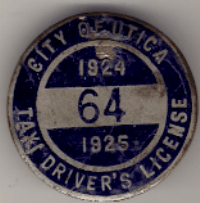 CITY OF UTICA
1924
64
1925
TAXI DRIVER'S LICENSE